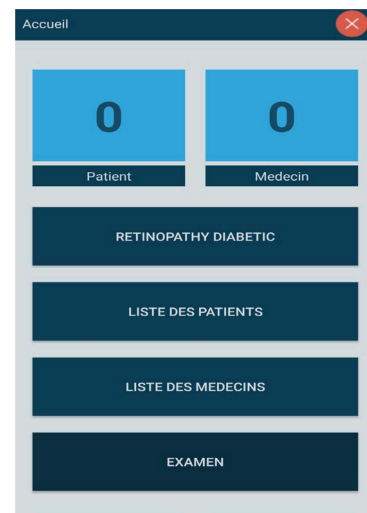 Accueil
0 0
Patient Medecin
RETINOPATHY DIABETIC
LISTE DES PATIENTS
LISTE DES MEDECINS
EXAMEN